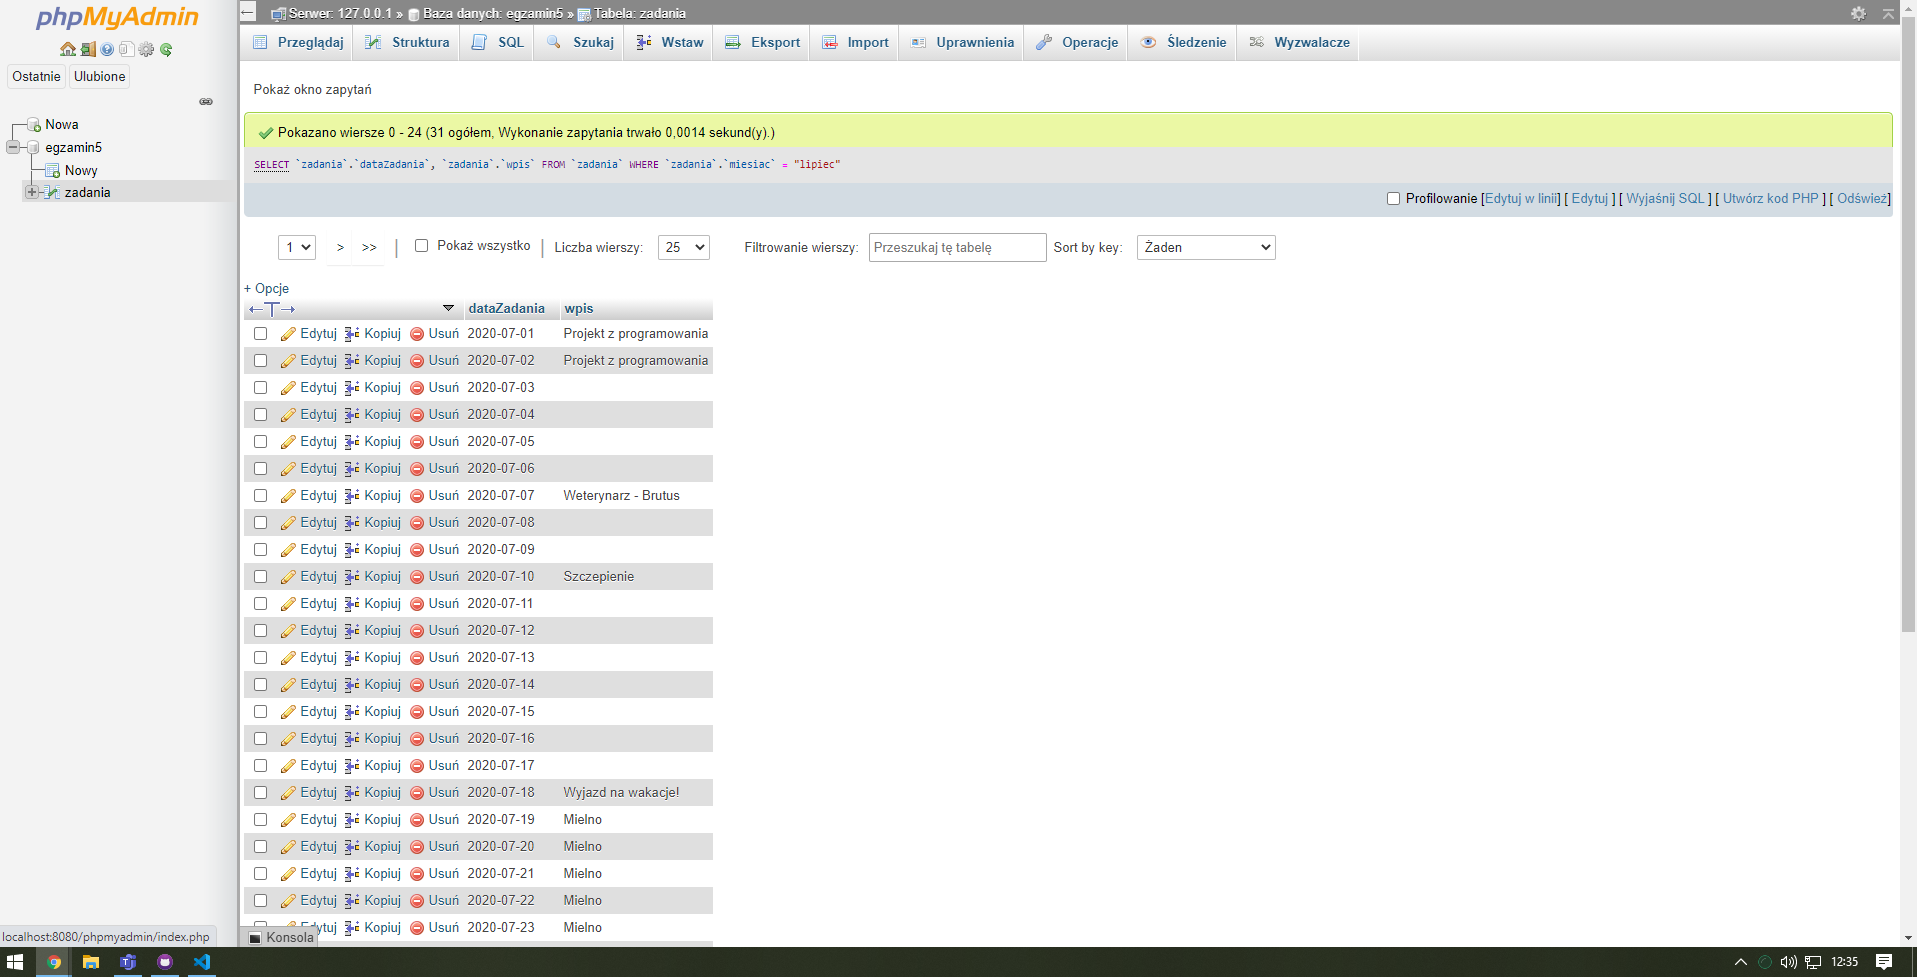 phpMyAdmin
Ostatnie Ulubione
Nowa
egzamin5
Nowy
zadania
localhost:8080/phpmyadmin/index.php
Serwer: 127.0.0.1 » Baza danych: egzamin5 » Tabela: zadania
Przeglądaj Struktura SQL Szukaj Wstaw Eksport Import Uprawnienia Operacje Śledzenie Wyzwalacze
Pokaż okno zapytań
Pokazano wiersze 0 - 24 (31 ogółem, Wykonanie zapytania trwało 0,0014 sekund(y).)
SELECT `zadania`.`dataZadania`, `zadania`.`wpis` FROM `zadania` WHERE `zadania`.`miesiac` = "lipiec"
Profilowanie [Edytuj w linii] [ Edytuj ] [ Wyjaśnij SQL ] [ Utwórz kod PHP ] [ Odśwież]
1 > >> | Pokaż wszystko | Liczba wierszy: 25 Filtrowanie wierszy: Przeszukaj tę tabelę Sort by key: Żaden
+ Opcje
←T→ dataZadania wpis
Edytuj Kopiuj Usuń 2020-07-01 Projekt z programowania
Edytuj Kopiuj Usuń 2020-07-02 Projekt z programowania
Edytuj Kopiuj Usuń 2020-07-03
Edytuj Kopiuj Usuń 2020-07-04
Edytuj Kopiuj Usuń 2020-07-05
Edytuj Kopiuj Usuń 2020-07-06
Edytuj Kopiuj Usuń 2020-07-07 Weterynarz - Brutus
Edytuj Kopiuj Usuń 2020-07-08
Edytuj Kopiuj Usuń 2020-07-09
Edytuj Kopiuj Usuń 2020-07-10 Szczepienie
Edytuj Kopiuj Usuń 2020-07-11
Edytuj Kopiuj Usuń 2020-07-12
Edytuj Kopiuj Usuń 2020-07-13
Edytuj Kopiuj Usuń 2020-07-14
Edytuj Kopiuj Usuń 2020-07-15
Edytuj Kopiuj Usuń 2020-07-16
Edytuj Kopiuj Usuń 2020-07-17
Edytuj Kopiuj Usuń 2020-07-18 Wyjazd na wakacje!
Edytuj Kopiuj Usuń 2020-07-19 Mielno
Edytuj Kopiuj Usuń 2020-07-20 Mielno
Edytuj Kopiuj Usuń 2020-07-21 Mielno
Edytuj Kopiuj Usuń 2020-07-22 Mielno
Edytuj Kopiuj Usuń 2020-07-23 Mielno
Konsola
12:35